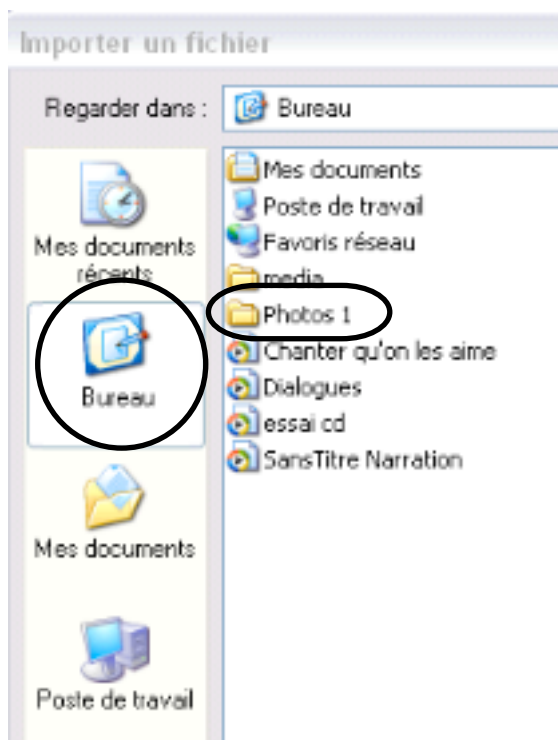 Importer un fichier
Regarder dans : Bureau
Mes documents
récents
Bureau
Mes documents
Poste de travail
Mes documents
Poste de travail
Favoris réseau
media
Photos 1
Chanter qu'on les aime
Dialogues
essai cd
SansTitre Narration